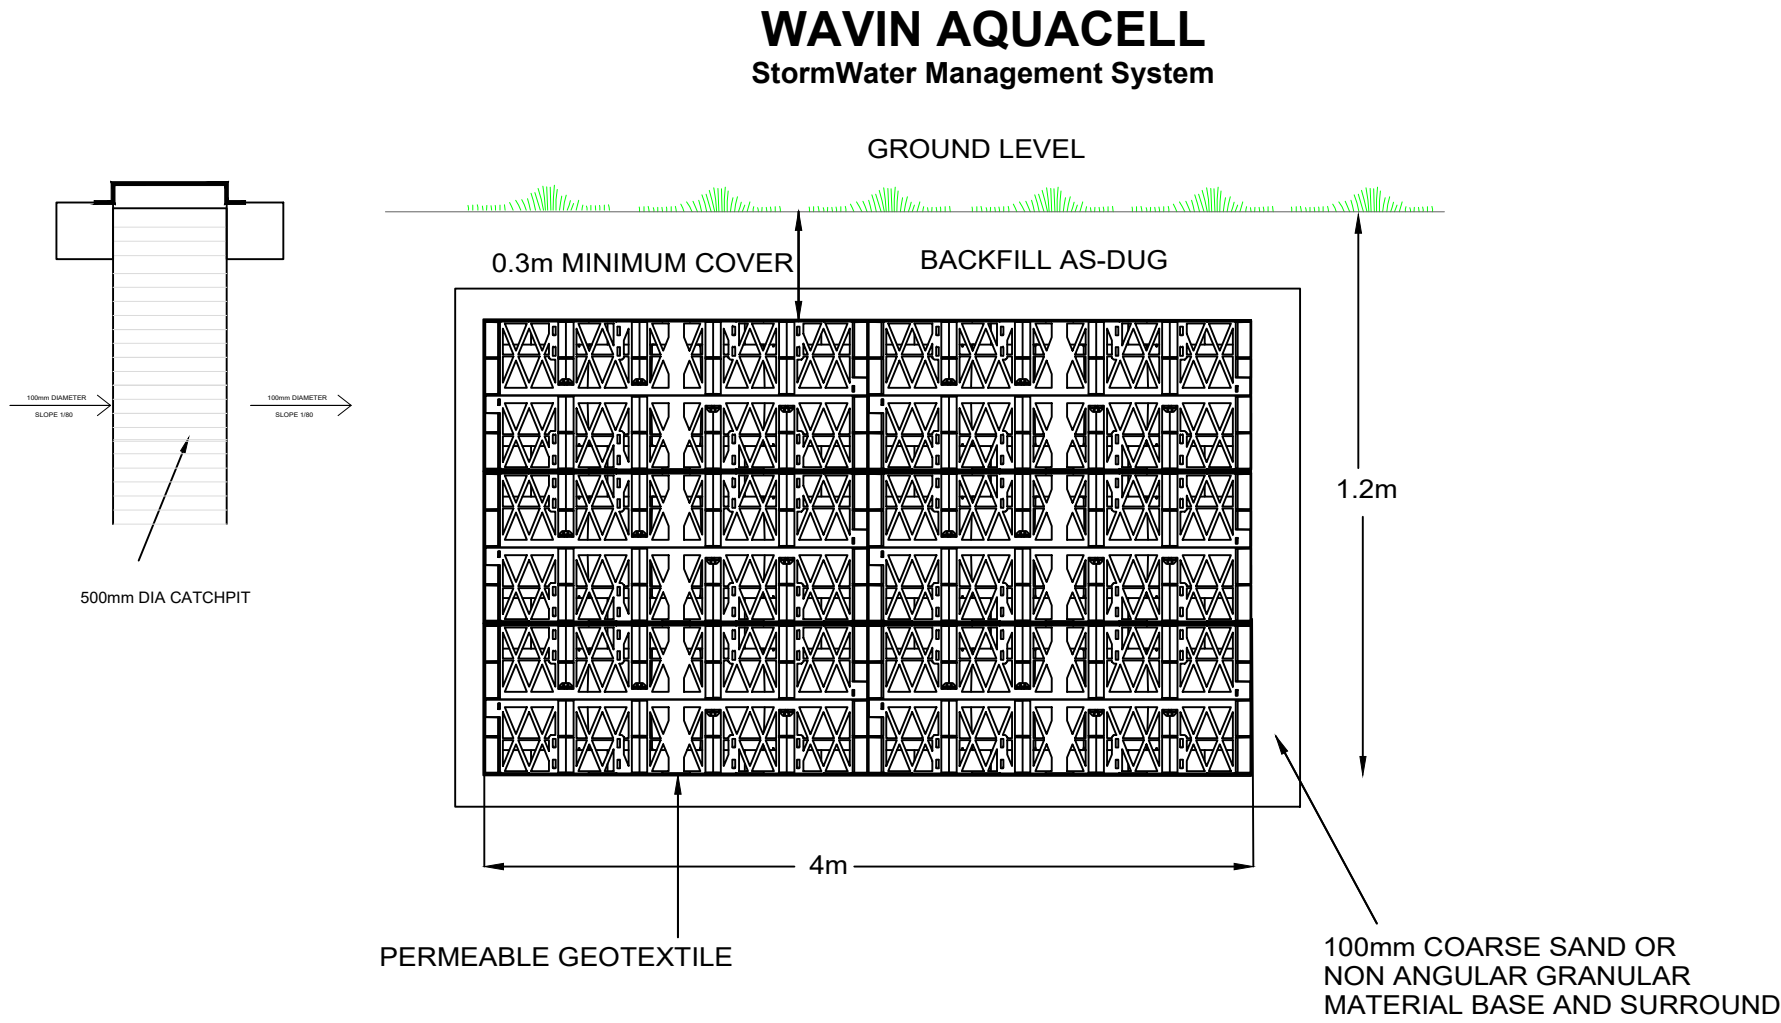 WAVIN AQUACELL
StormWater Management System
GROUND LEVEL
0.3m MINIMUM COVER
BACKFILL AS-DUG
100mm DIAMETER
SLOPE 1/80
100mm DIAMETER
SLOPE 1/80
1.2m
500mm DIA CATCHPIT
4m
PERMEABLE GEOTEXTILE
100mm COARSE SAND OR
NON ANGULAR GRANULAR
MATERIAL BASE AND SURROUND